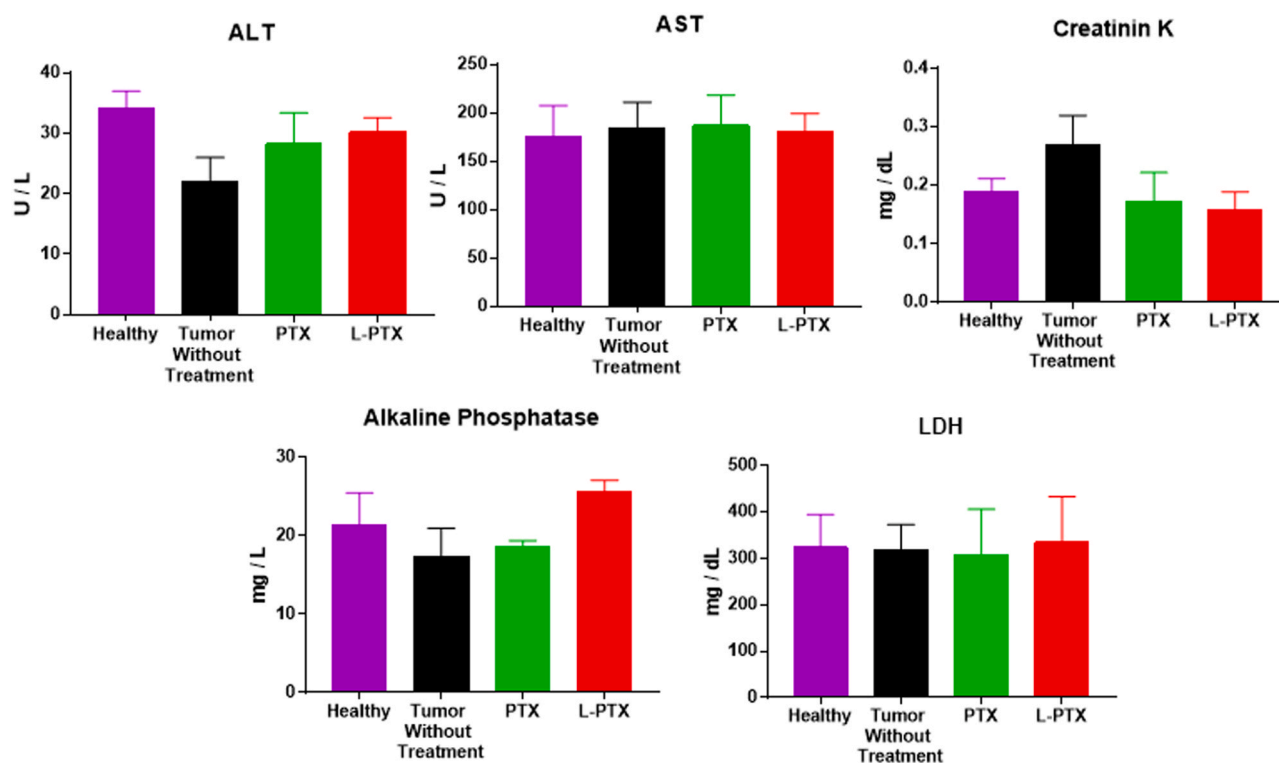 ALT
U / L
40
30
20
10
0
Healthy
Tumor
Without
Treatment
PTX
L-PTX
AST
U / L
250
200
150
100
50
0
Healthy
Tumor
Without
Treatment
PTX
L-PTX
Creatinin K
mg / dL
0.4
0.3
0.2
0.1
0.0
Healthy
Tumor
Without
Treatment
PTX
L-PTX
Alkaline Phosphatase
mg / L
30
20
10
0
Healthy
Tumor
Without
Treatment
PTX
L-PTX
LDH
mg / dL
500
400
300
200
100
0
Healthy
Tumor
Without
Treatment
PTX
L-PTX